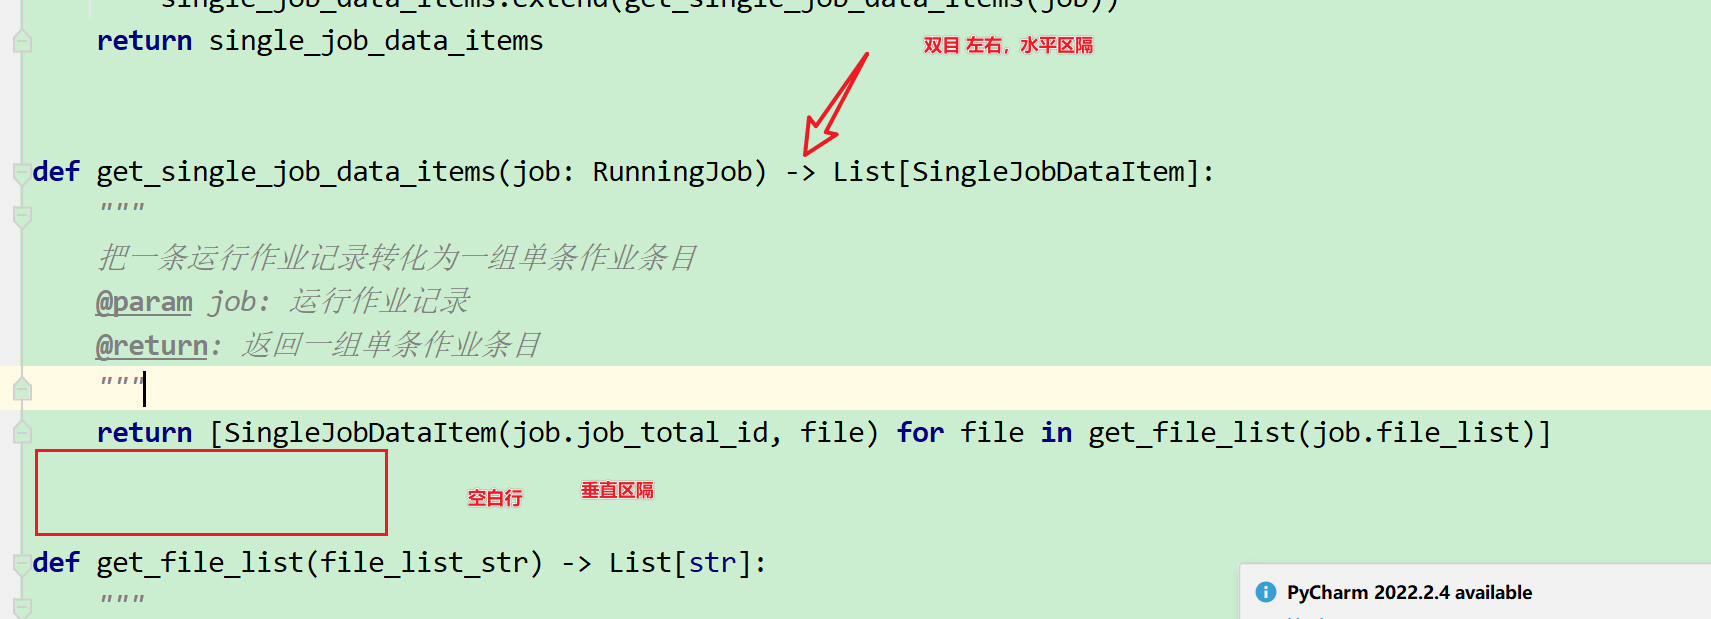 single_job_data_items.extend(get_single_job_data_items(job))
return single_job_data_items
双目 左右，水平区隔
def get_single_job_data_items(job: RunningJob) -> List[SingleJobDataItem]:
"""
把一条运行作业记录转化为一组单条作业条目
@param job: 运行作业记录
@return: 返回一组单条作业条目
"""
return [SingleJobDataItem(job.job_total_id, file) for file in get_file_list(job.file_list)]
空白行 垂直区隔
def get_file_list(file_list_str) -> List[str]:
"""
PyCharm 2022.2.4 available